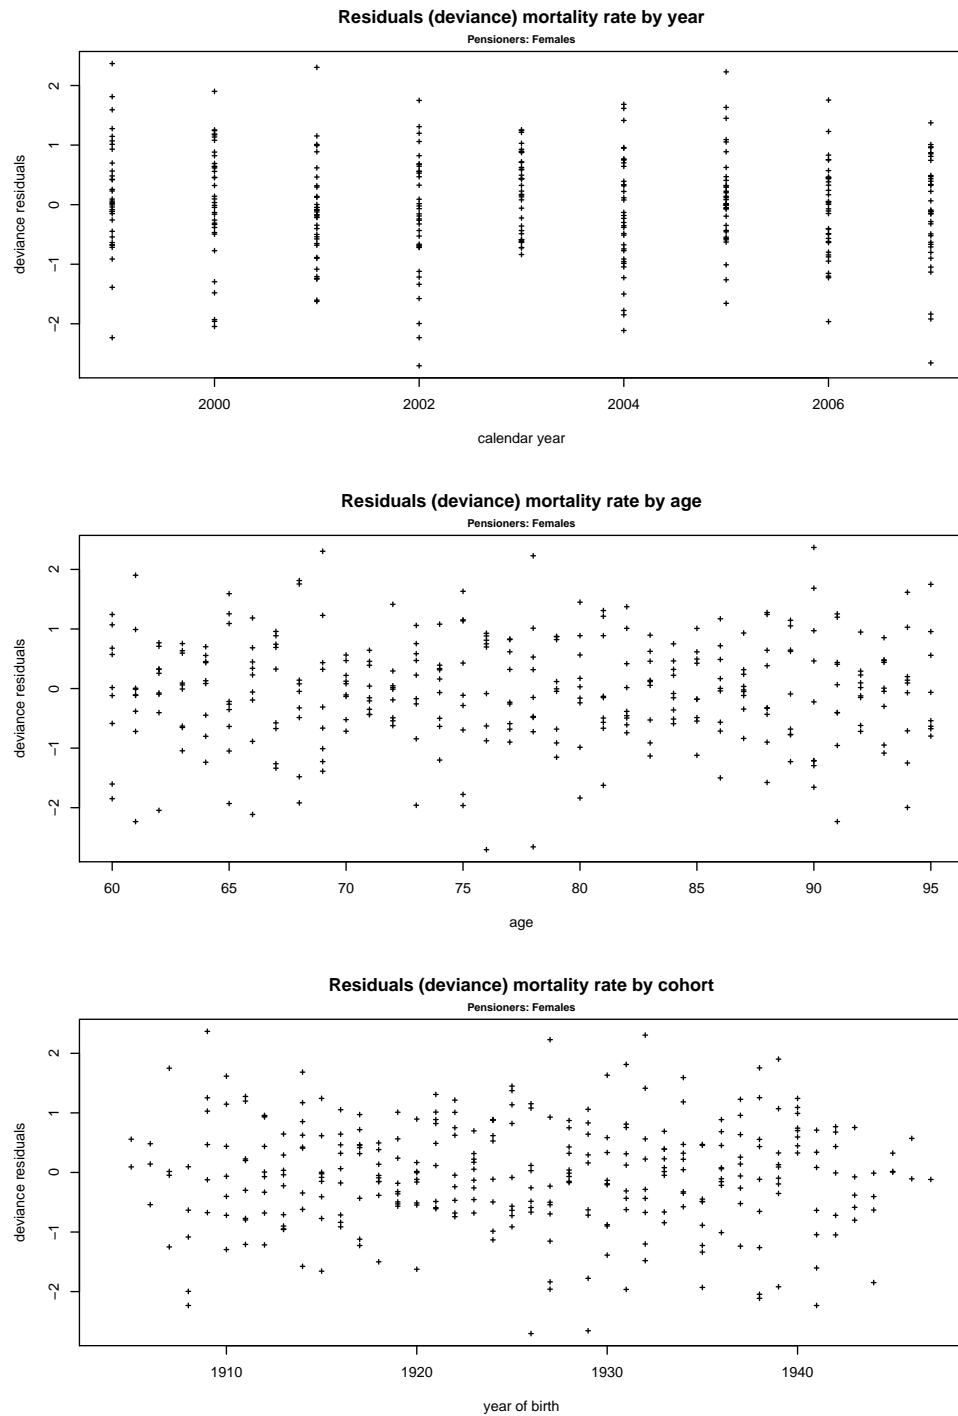 Residuals (deviance) mortality rate by year
Pensioners: Females
deviance residuals
2
1
0
−1
−2
2000 2002 2004 2006
calendar year
Residuals (deviance) mortality rate by age
Pensioners: Females
deviance residuals
2
1
0
−1
−2
60 65 70 75 80 85 90 95
age
Residuals (deviance) mortality rate by cohort
Pensioners: Females
deviance residuals
2
1
0
−1
−2
1910 1920 1930 1940
year of birth